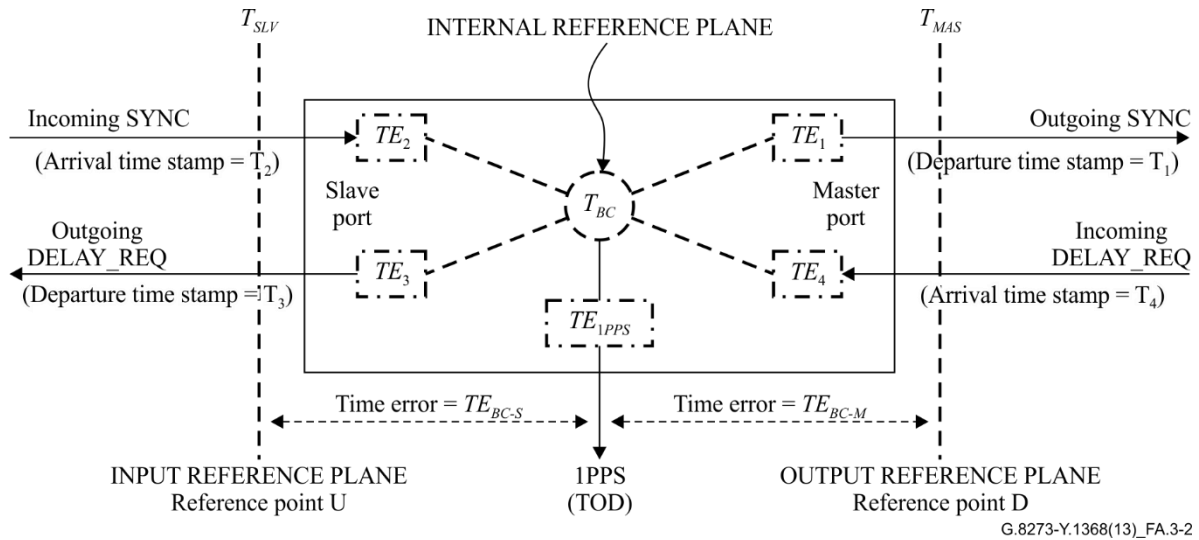 T_SLV
INTERNAL REFERENCE PLANE
T_MAS
Incoming SYNC
(Arrival time stamp = T_2)
TE_2
TE_1
Outgoing SYNC
(Departure time stamp = T_1)
Slave
port
T_BC
Master
port
Outgoing
DELAY_REQ
(Departure time stamp = T_3)
TE_3
TE_4
Incoming
DELAY_REQ
(Arrival time stamp = T_4)
TE_1PPS
Time error = TE_BC-S
Time error = TE_BC-M
INPUT REFERENCE PLANE
Reference point U
1PPS
(TOD)
OUTPUT REFERENCE PLANE
Reference point D
G.8273-Y.1368(13)_FA.3-2